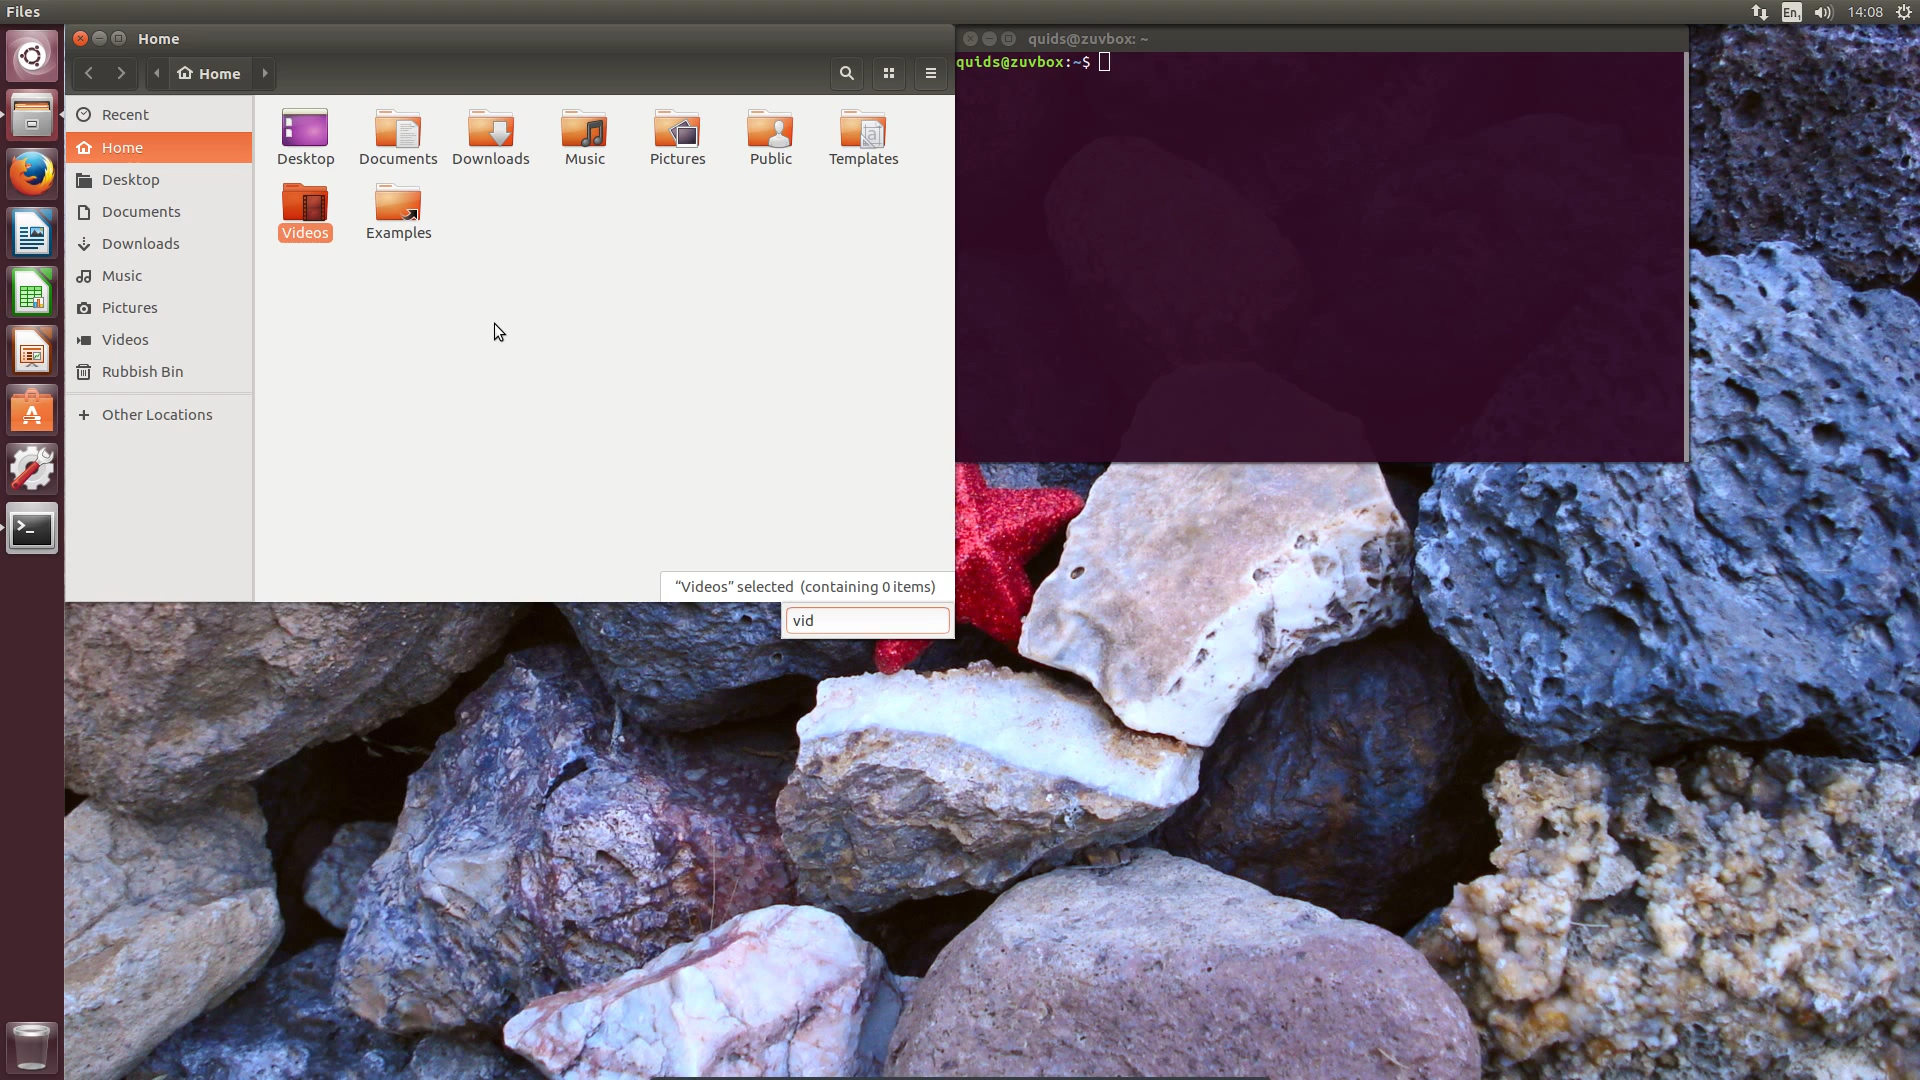 Files
En1
14:08
Home
quids@zuvbox: ~
Home
quids@zuvbox:~$
Recent
Home
Desktop
Documents
Downloads
Music
Pictures
Videos
Rubbish Bin
Other Locations
Desktop
Documents
Downloads
Music
Pictures
Public
Templates
Videos
Examples
“Videos” selected (containing 0 items)
vid